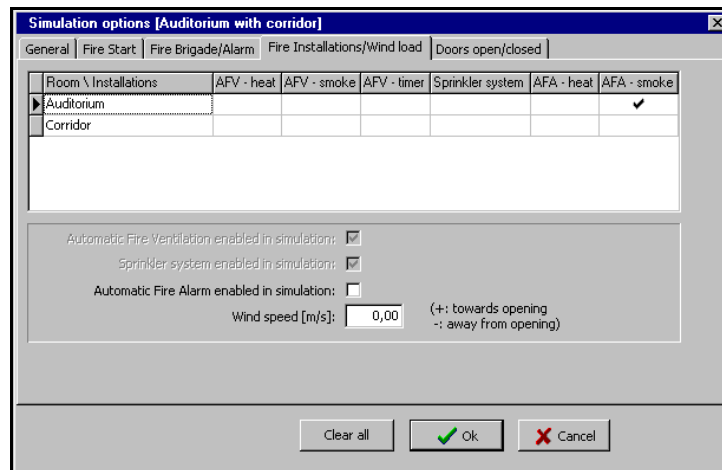 Simulation options [Auditorium with corridor]
General Fire Start Fire Brigade/Alarm Fire Installations/Wind load Doors open/closed
Room \ Installations AFV - heat AFV - smoke AFV - timer Sprinkler system AFA - heat AFA - smoke
Auditorium
Corridor
Automatic Fire Ventilation enabled in simulation:
Sprinkler system enabled in simulation:
Automatic Fire Alarm enabled in simulation:
Wind speed [m/s]: 0,00 (+: towards opening
-: away from opening)
Clear all Ok Cancel